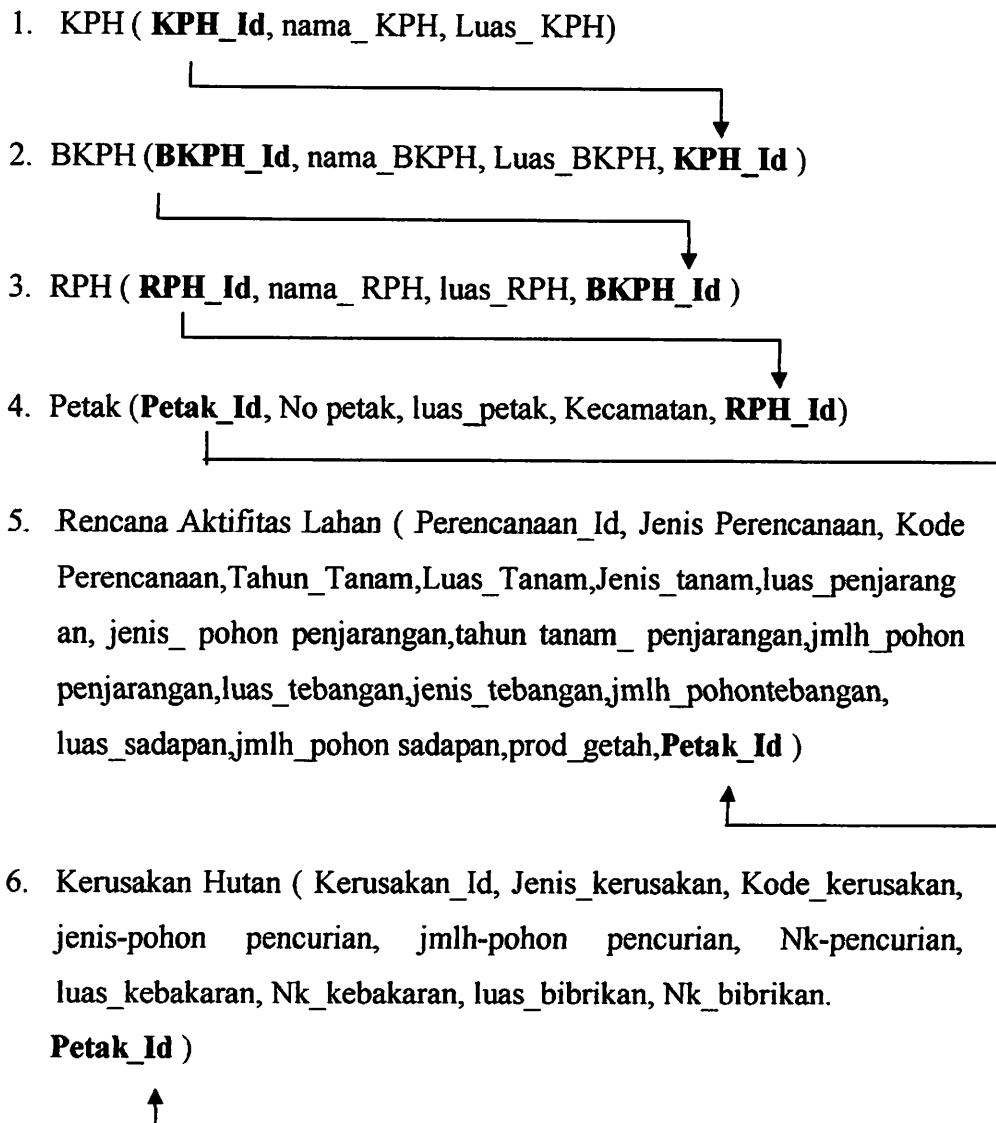 1. KPH ( KPH_Id, nama_ KPH, Luas_ KPH)
2. BKPH (BKPH_Id, nama_BKPH, Luas_BKPH, KPH_Id )
3. RPH ( RPH_Id, nama_ RPH, luas_RPH, BKPH_Id )
4. Petak (Petak_Id, No petak, luas_petak, Kecamatan, RPH_Id)
5. Rencana Aktifitas Lahan ( Perencanaan_Id, Jenis Perencanaan, Kode
Perencanaan,Tahun_Tanam,Luas_Tanam,Jenis_tanam,luas_penjarang
an, jenis_ pohon penjarangan,tahun tanam_ penjarangan,jmlh_pohon
penjarangan,luas_tebangan,jenis_tebangan,jmlh_pohontebangan,
luas_sadapan,jmlh_pohon sadapan,prod_getah,Petak_Id )
6. Kerusakan Hutan ( Kerusakan_Id, Jenis_kerusakan, Kode_kerusakan,
jenis-pohon pencurian, jmlh-pohon pencurian, Nk-pencurian,
luas_kebakaran, Nk_kebakaran, luas_bibrikan, Nk_bibrikan.
Petak_Id )